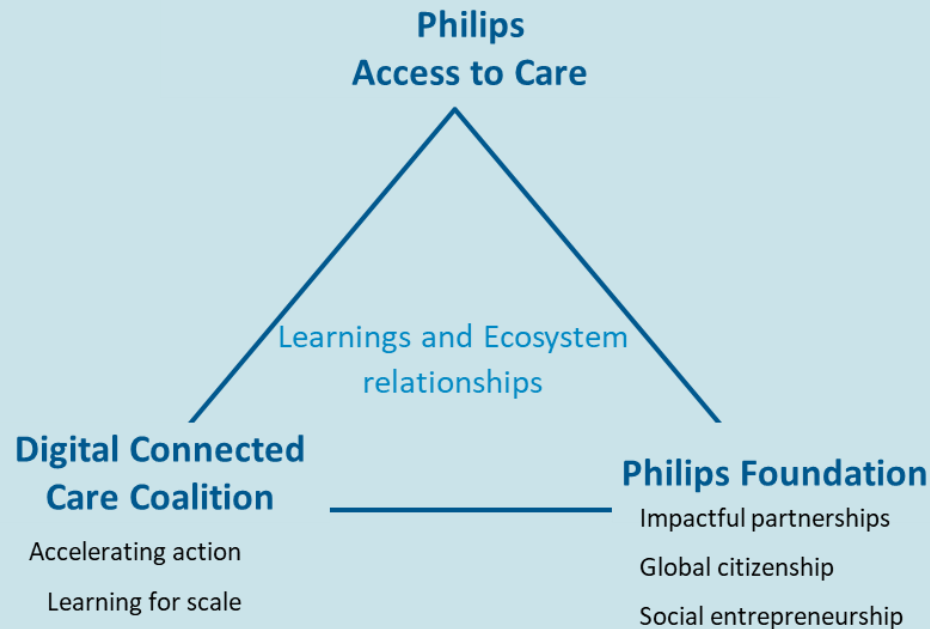 Philips
Access to Care
Learnings and Ecosystem
relationships
Digital Connected
Care Coalition
Accelerating action
Learning for scale
Philips Foundation
Impactful partnerships
Global citizenship
Social entrepreneurship